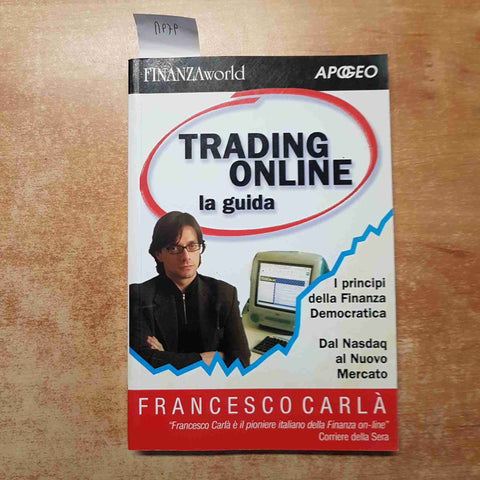 FINANZAworld
APOGEO
TRADING
ONLINE
la guida
I principi
della Finanza
Democratica
Dal Nasdaq
al Nuovo
Mercato
FRANCESCO CARLÀ
"Francesco Carlà è il pioniere italiano della Finanza on-line"
Corriere della Sera